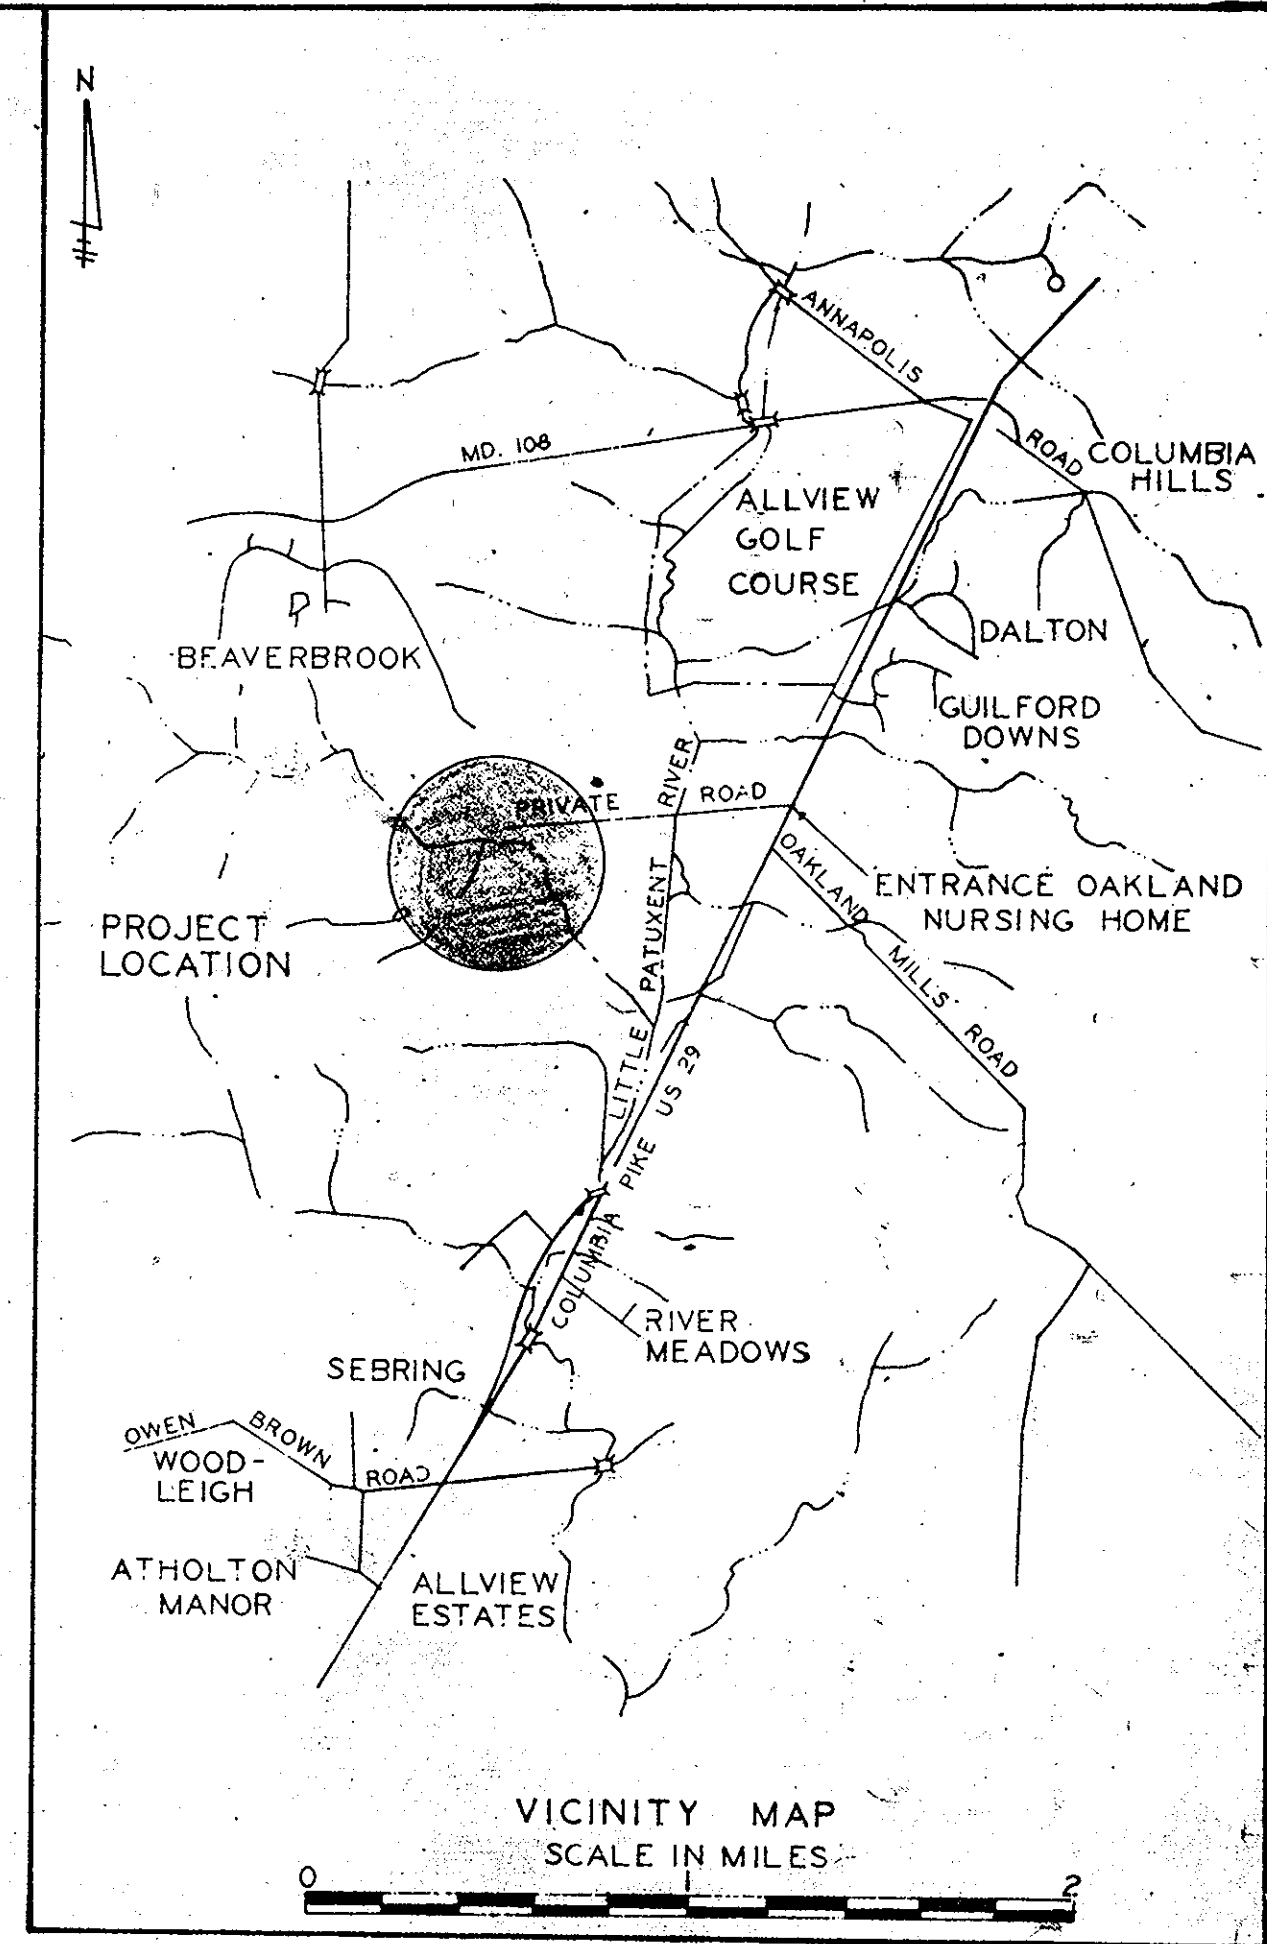 N
ANNAPOLIS
ROAD
COLUMBIA
HILLS
MD. 108
ALLVIEW
GOLF
COURSE
DALTON
BEAVERBROOK
GUILFORD
DOWNS
PRIVATE ROAD
LITTLE PATUXENT RIVER
OAKLAND MILLS ROAD
ENTRANCE OAKLAND
NURSING HOME
PROJECT
LOCATION
COLUMBIA PIKE US 29
RIVER
MEADOWS
SEBRING
OWEN BROWN ROAD
WOOD-
LEIGH
ATHOLTON
MANOR
ALLVIEW
ESTATES
VICINITY MAP
SCALE IN MILES
0 1 2